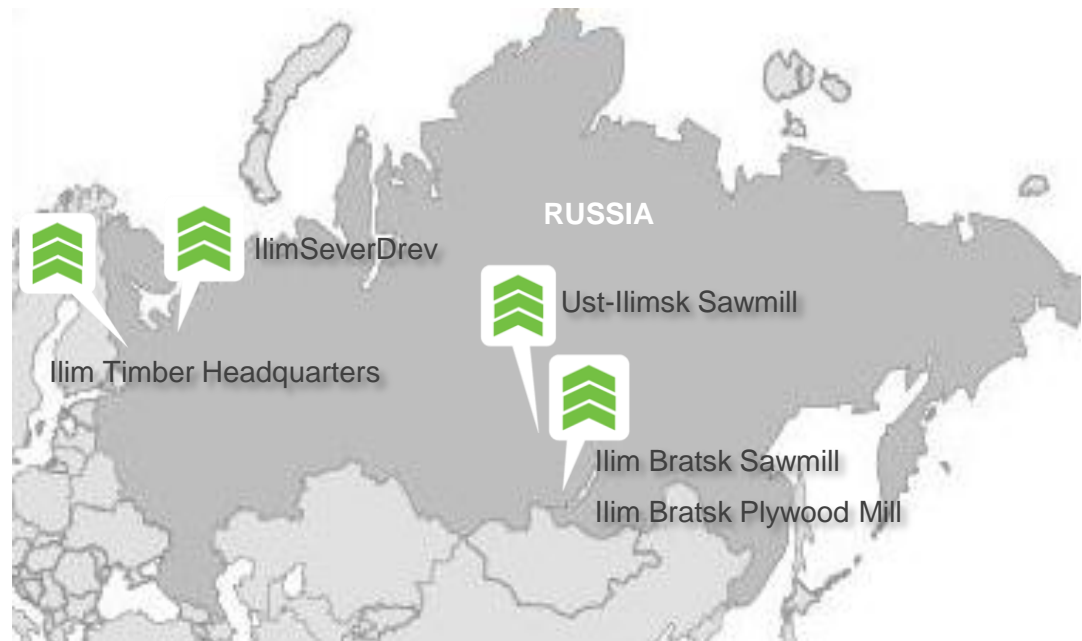 RUSSIA
IlimSeverDrev
Ust-Ilimsk Sawmill
Ilim Timber Headquarters
Ilim Bratsk Sawmill
Ilim Bratsk Plywood Mill